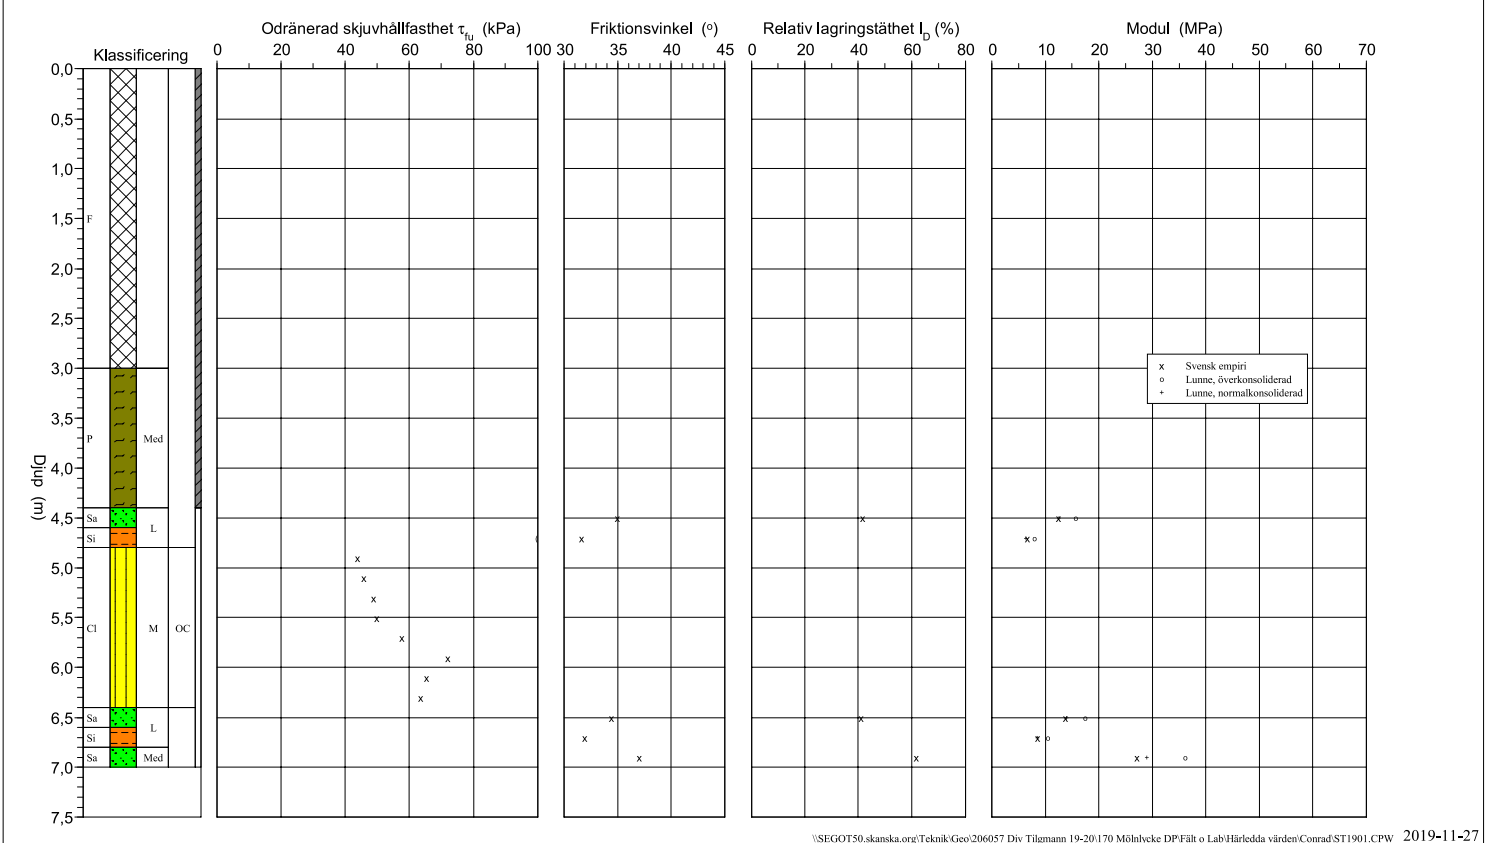 Odränerad skjuvhållfasthet τfu (kPa)
Friktionsvinkel (o)
Relativ lagringstäthet ID (%)
Modul (MPa)
Klassificering
0 20 40 60 80 100
30 35 40 45
0 20 40 60 80
0 10 20 30 40 50 60 70
Djup (m)
0,0
0,5
1,0
1,5
2,0
2,5
3,0
3,5
4,0
4,5
5,0
5,5
6,0
6,5
7,0
7,5
F
P Med
Sa
L
Si
Cl M OC
Sa
L
Si
Sa Med
x Svensk empiri
o Lunne, överkonsoliderad
+ Lunne, normalkonsoliderad
\\SEGOT50.skanska.org\Teknik\Geo\206057 Div Tilgmann 19-20\170 Mölnlycke DP\Fält o Lab\Härledda värden\Conrad\ST1901.CPW 2019-11-27